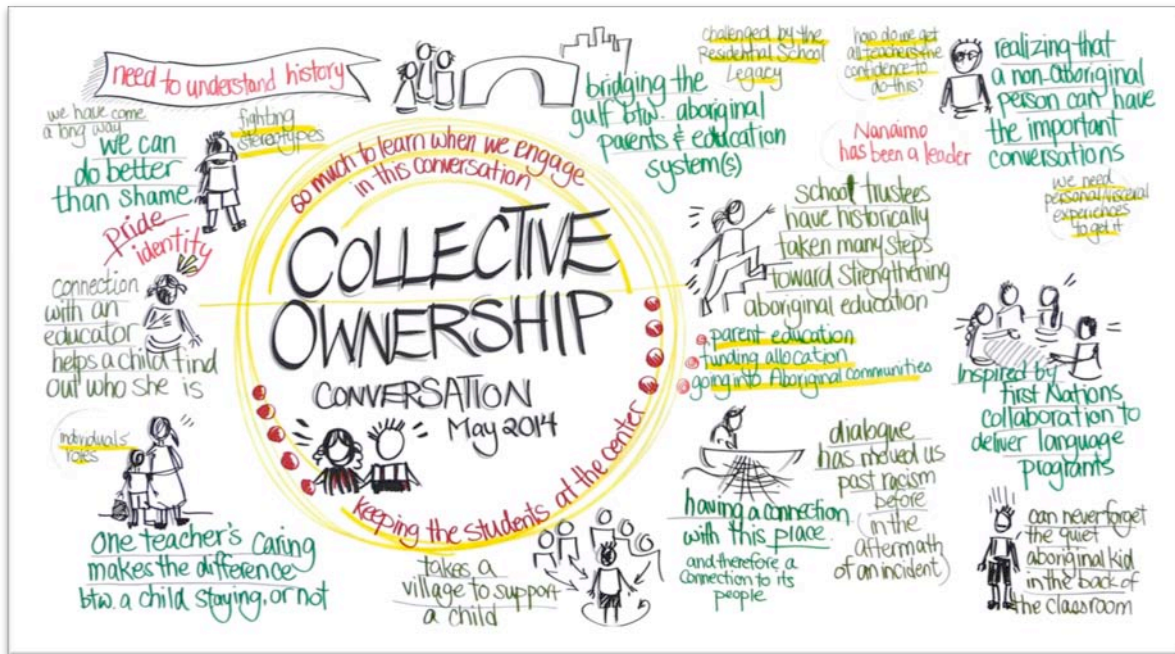 need to understand history
we have come
a long way
we can
do better
than shame
fighting
stereotypes
pride
identity
connection
with an
educator
helps a child find
out who she is
individuals'
roles
one teacher's caring
makes the difference
btw. a child staying, or not
so much to learn when we engage
in this conversation
COLLECTIVE
OWNERSHIP
CONVERSATION
May 2014
keeping the students at the center
takes a
village to support
a child
bridging the
gulf btw. aboriginal
parents & education
system(s)
challenged by the
Residential School
Legacy
how do we get
all teachers the
confidence to
do this?
realizing that
a non-Aboriginal
person can have
the important
conversations
Nanaimo
has been a leader
we need
personal/visceral
experiences
to get it
school trustees
have historically
taken many steps
toward strengthening
aboriginal education
parent education
funding allocation
going into Aboriginal communities
inspired by
first Nations
collaboration to
deliver language
programs
having a connection
with this place
and therefore a
connection to its
people
dialogue
has moved us
past racism
before
(in the
aftermath
of an incident)
can never forget
the quiet
aboriginal kid
in the back of
the classroom